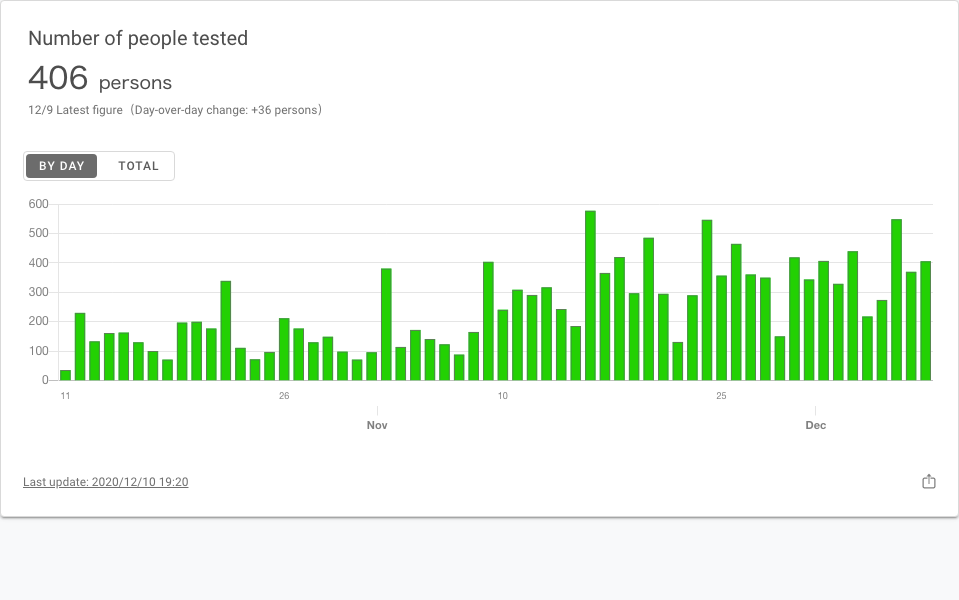 Number of people tested
406 persons
12/9 Latest figure（Day-over-day change: +36 persons）
BY DAY TOTAL
600
500
400
300
200
100
0
11 26 10 25
Nov Dec
Last update: 2020/12/10 19:20